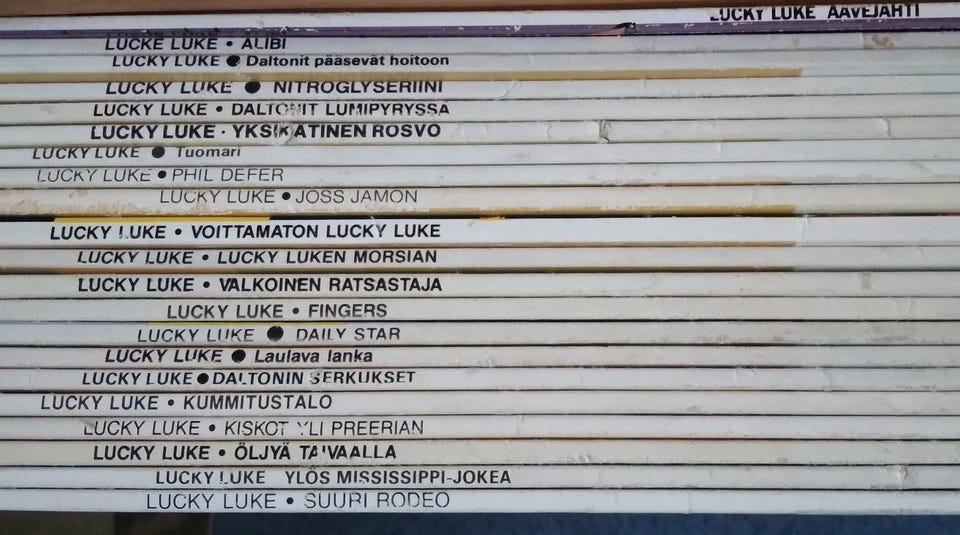 LUCKY LUKE AAVEJAHTI
LUCKE LUKE • ALIBI
LUCKY LUKE ● Daltonit pääsevät hoitoon
LUCKY LUKE ● NITROGLYSERIINI
LUCKY LUKE • DALTONIT LUMIPYRYSSÄ
LUCKY LUKE · YKSIKÄTINEN ROSVO
LUCKY LUKE ● Tuomari
LUCKY LUKE ● PHIL DEFER
LUCKY LUKE ● JOSS JAMON
LUCKY LUKE • VOITTAMATON LUCKY LUKE
LUCKY LUKE • LUCKY LUKEN MORSIAN
LUCKY LUKE • VALKOINEN RATSASTAJA
LUCKY LUKE • FINGERS
LUCKY LUKE ● DAILY STAR
LUCKY LUKE ● Laulava lanka
LUCKY LUKE ● DALTONIN SERKUKSET
LUCKY LUKE • KUMMITUSTALO
LUCKY LUKE • KISKOT YLI PREERIAN
LUCKY LUKE • ÖLJYÄ TAIVAALLA
LUCKY LUKE YLÖS MISSISSIPPI-JOKEA
LUCKY LUKE • SUURI RODEO